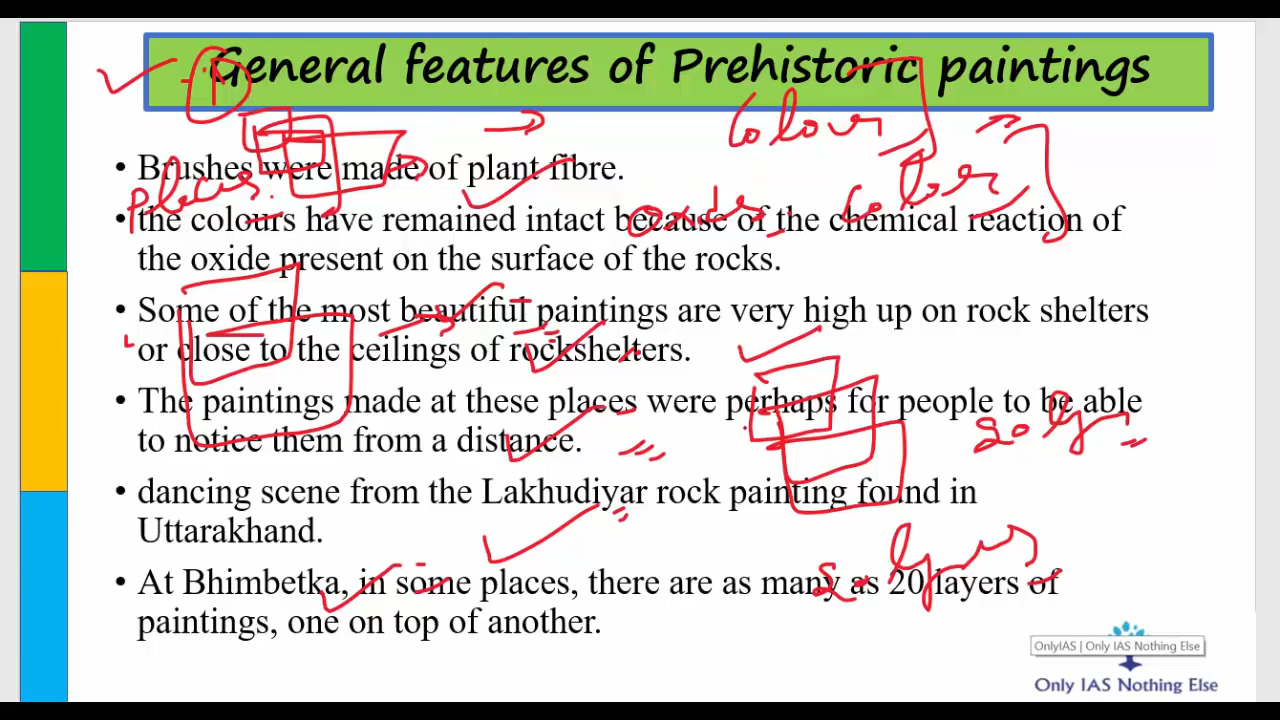 General features of Prehistoric paintings
P
Colour
• Brushes were made of plant fibre.
places.
oxides: Color
• the colours have remained intact because of the chemical reaction of
the oxide present on the surface of the rocks.
• Some of the most beautiful paintings are very high up on rock shelters
or close to the ceilings of rockshelters.
• The paintings made at these places were perhaps for people to be able
to notice them from a distance.
• dancing scene from the Lakhudiyar rock painting found in
Uttarakhand.
• At Bhimbetka, in some places, there are as many as 20 layers of
paintings, one on top of another.
OnlyIAS | Only IAS Nothing Else
Only IAS Nothing Else